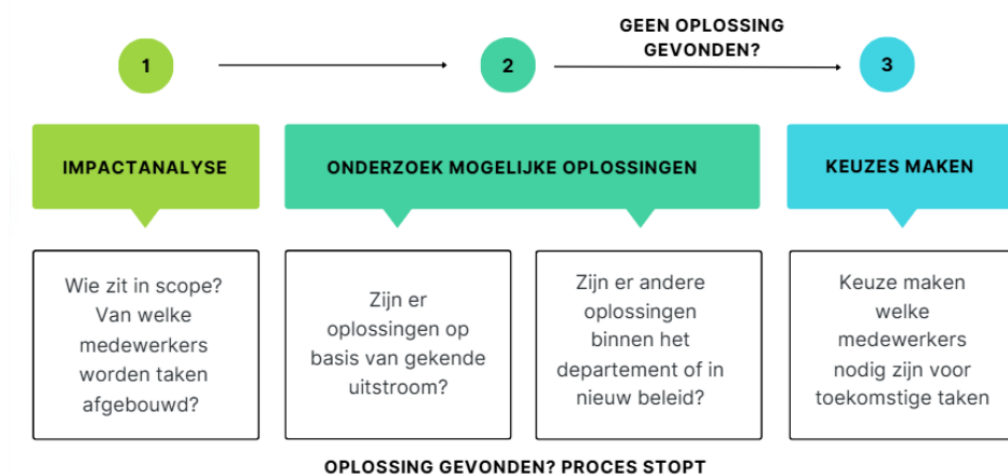 GEEN OPLOSSING
GEVONDEN?
1
2
3
IMPACTANALYSE
ONDERZOEK MOGELIJKE OPLOSSINGEN
KEUZES MAKEN
Wie zit in scope?
Van welke
medewerkers
worden taken
afgebouwd?
Zijn er
oplossingen op
basis van gekende
uitstroom?
Zijn er andere
oplossingen
binnen het
departement of in
nieuw beleid?
Keuze maken
welke
medewerkers
nodig zijn voor
toekomstige taken
OPLOSSING GEVONDEN? PROCES STOPT